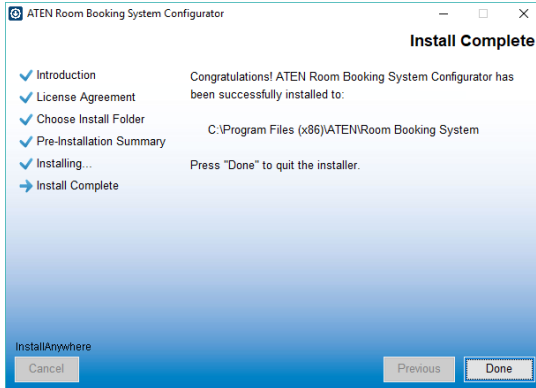 ATEN Room Booking System Configurator
Install Complete
Introduction
License Agreement
Choose Install Folder
Pre-Installation Summary
Installing...
Install Complete
Congratulations! ATEN Room Booking System Configurator has
been successfully installed to:
C:\Program Files (x86)\ATEN\Room Booking System
Press "Done" to quit the installer.
InstallAnywhere
Cancel
Previous
Done